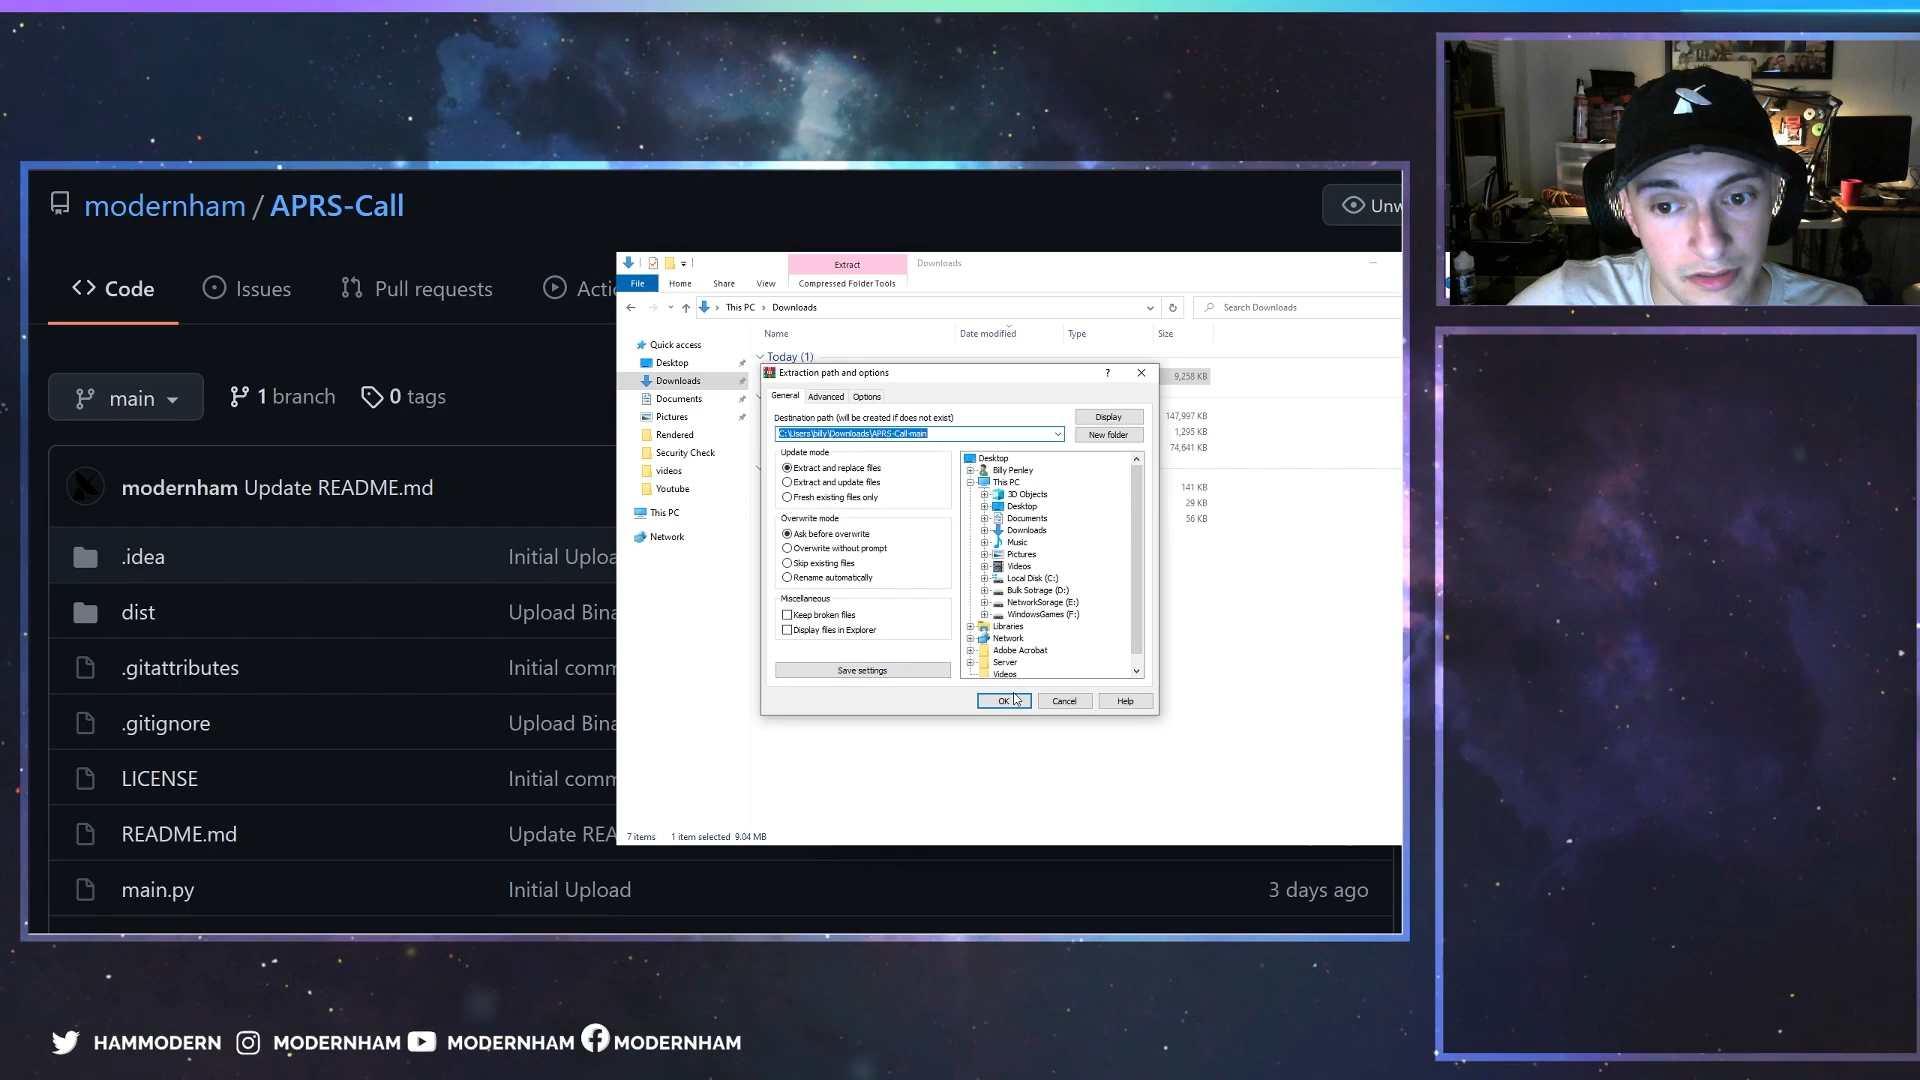 modernham / APRS-Call
Unw
Code
Issues
Pull requests
Acti
main
1 branch
0 tags
modernham Update README.md
.idea
Initial Uploa
dist
Upload Bina
.gitattributes
Initial comm
.gitignore
Upload Bina
LICENSE
Initial comm
README.md
Update REA
main.py
Initial Upload
3 days ago
Extract
Downloads
File
Home
Share
View
Compressed Folder Tools
This PC
Downloads
Search Downloads
Name
Date modified
Type
Size
Quick access
Desktop
Downloads
Documents
Pictures
Rendered
Security Check
videos
Youtube
This PC
Network
Today (1)
9,258 KB
147,997 KB
1,295 KB
74,641 KB
141 KB
29 KB
56 KB
7 items
1 item selected 9.04 MB
Extraction path and options
?
General
Advanced
Options
Destination path (will be created if does not exist)
C:\Users\billy\Downloads\APRS-Call-main
Display
New folder
Update mode
Extract and replace files
Extract and update files
Fresh existing files only
Overwrite mode
Ask before overwrite
Overwrite without prompt
Skip existing files
Rename automatically
Miscellaneous
Keep broken files
Display files in Explorer
Save settings
Desktop
Billy Penley
This PC
3D Objects
Desktop
Documents
Downloads
Music
Pictures
Videos
Local Disk (C:)
Bulk Sotrage (D:)
NetworkSorage (E:)
WindowsGames (F:)
Libraries
Network
Adobe Acrobat
Server
Videos
OK
Cancel
Help
HAMMODERN MODERNHAM MODERNHAM MODERNHAM